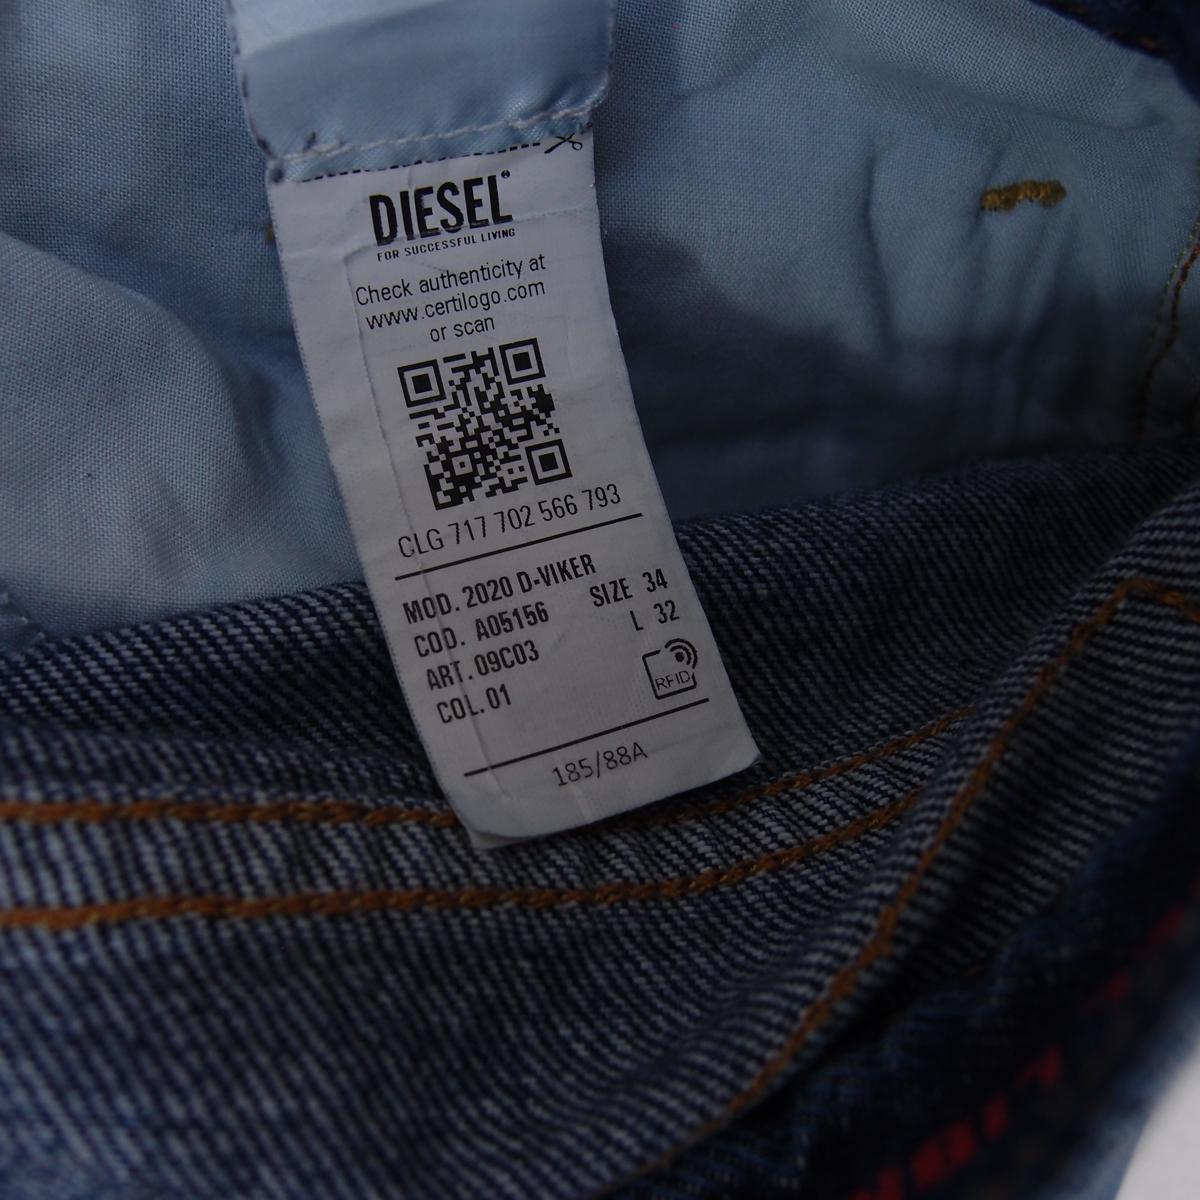 DIESEL®
FOR SUCCESSFUL LIVING
Check authenticity at
www.certilogo.com
or scan
CLG 717 702 566 793
MOD. 2020 D-VIKER
COD. A05156 SIZE 34
ART. 09C03 L 32
COL. 01
RFID
185/88A